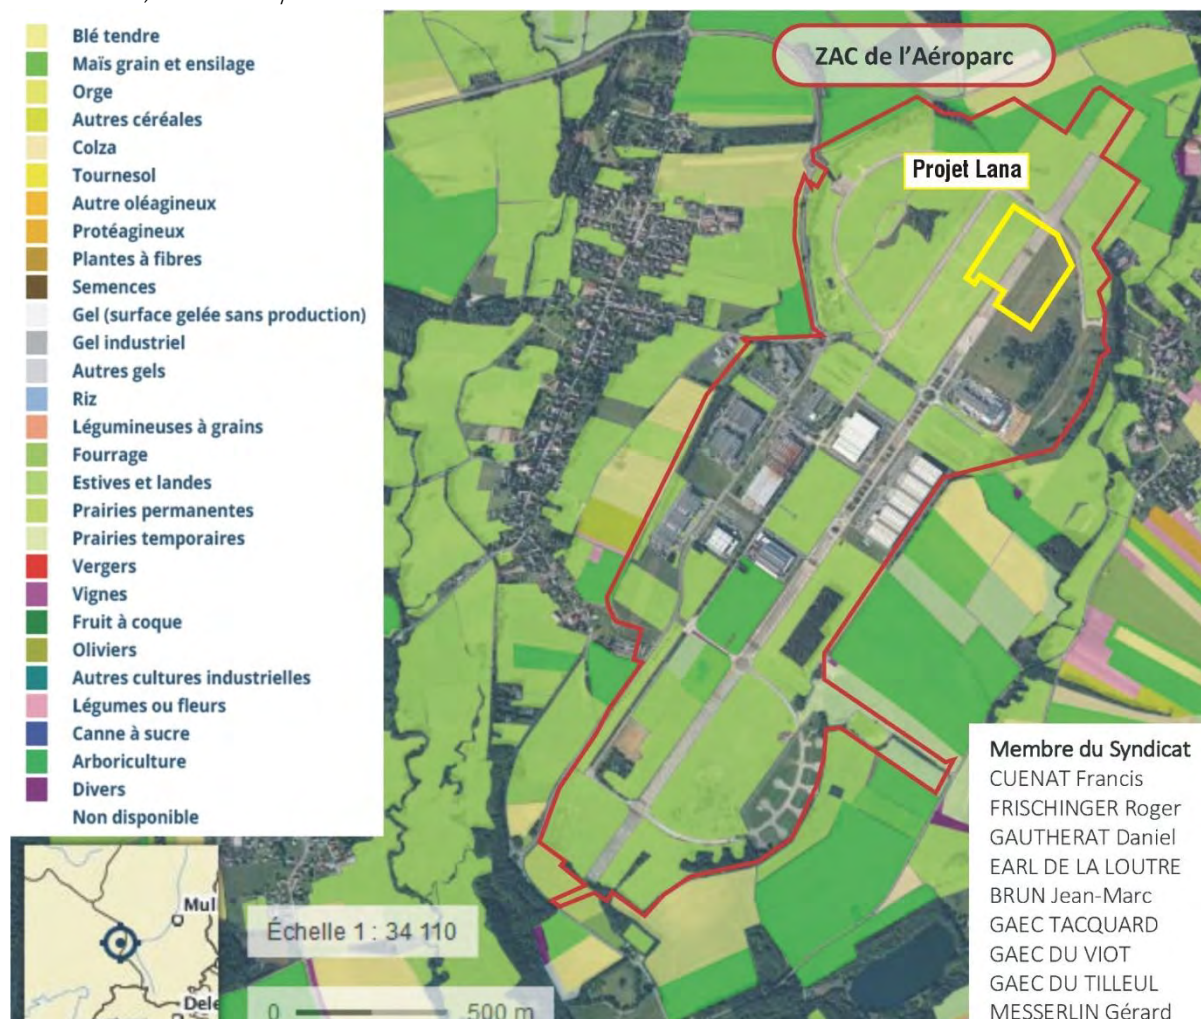 Blé tendre
Maïs grain et ensilage
Orge
Autres céréales
Colza
Tournesol
Autre oléagineux
Protéagineux
Plantes à fibres
Semences
Gel (surface gelée sans production)
Gel industriel
Autres gels
Riz
Légumineuses à grains
Fourrage
Estives et landes
Prairies permanentes
Prairies temporaires
Vergers
Vignes
Fruit à coque
Oliviers
Autres cultures industrielles
Légumes ou fleurs
Canne à sucre
Arboriculture
Divers
Non disponible
ZAC de l'Aéroparc
Projet Lana
Mul
Dele
Échelle 1 : 34 110
0 500 m
Membre du Syndicat
CUENAT Francis
FRISCHINGER Roger
GAUTHERAT Daniel
EARL DE LA LOUTRE
BRUN Jean-Marc
GAEC TACQUARD
GAEC DU VIOT
GAEC DU TILLEUL
MESSERLIN Gérard